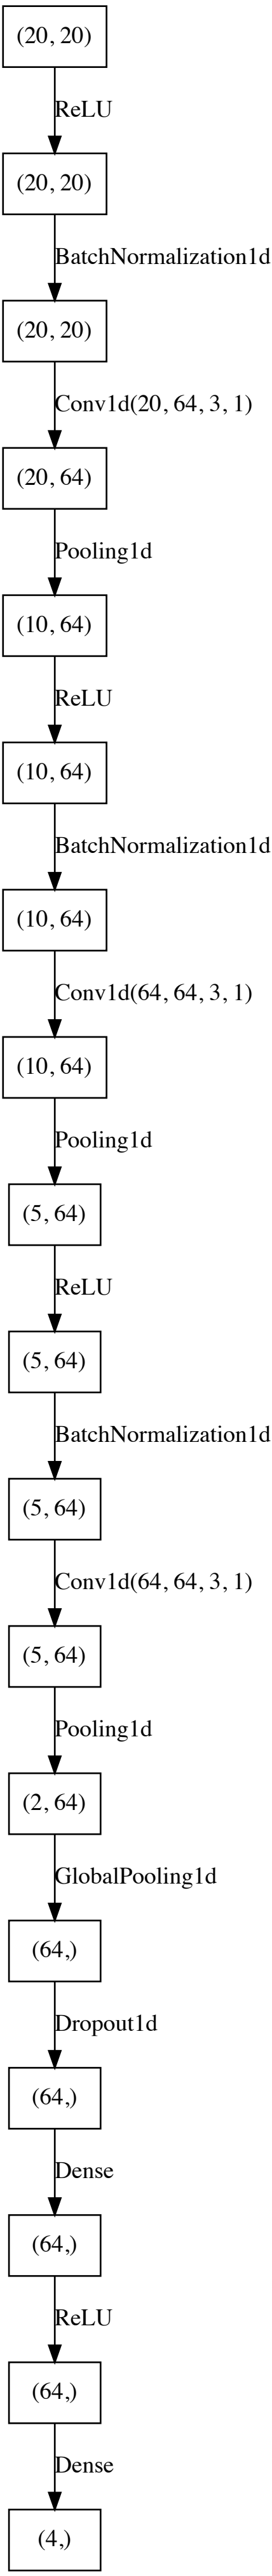 (20, 20)
ReLU
(20, 20)
BatchNormalization1d
(20, 20)
Conv1d(20, 64, 3, 1)
(20, 64)
Pooling1d
(10, 64)
ReLU
(10, 64)
BatchNormalization1d
(10, 64)
Conv1d(64, 64, 3, 1)
(10, 64)
Pooling1d
(5, 64)
ReLU
(5, 64)
BatchNormalization1d
(5, 64)
Conv1d(64, 64, 3, 1)
(5, 64)
Pooling1d
(2, 64)
GlobalPooling1d
(64,)
Dropout1d
(64,)
Dense
(64,)
ReLU
(64,)
Dense
(4,)